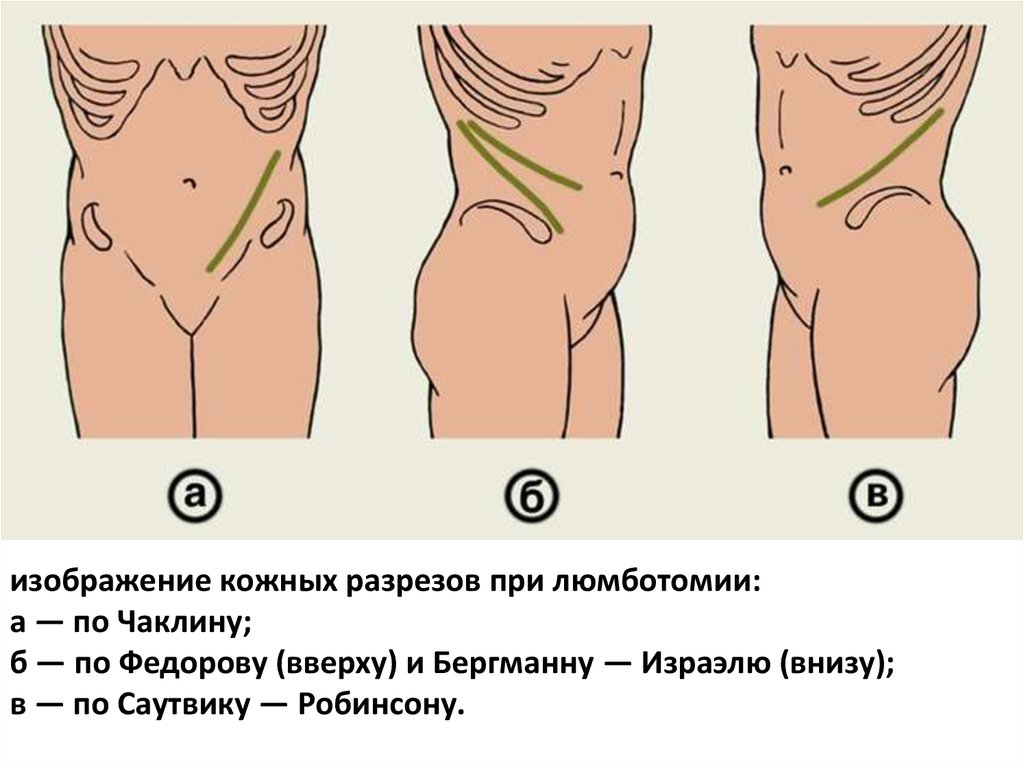 а
б
в
изображение кожных разрезов при люмботомии:
а — по Чаклину;
б — по Федорову (вверху) и Бергманну — Израэлю (внизу);
в — по Саутвику — Робинсону.